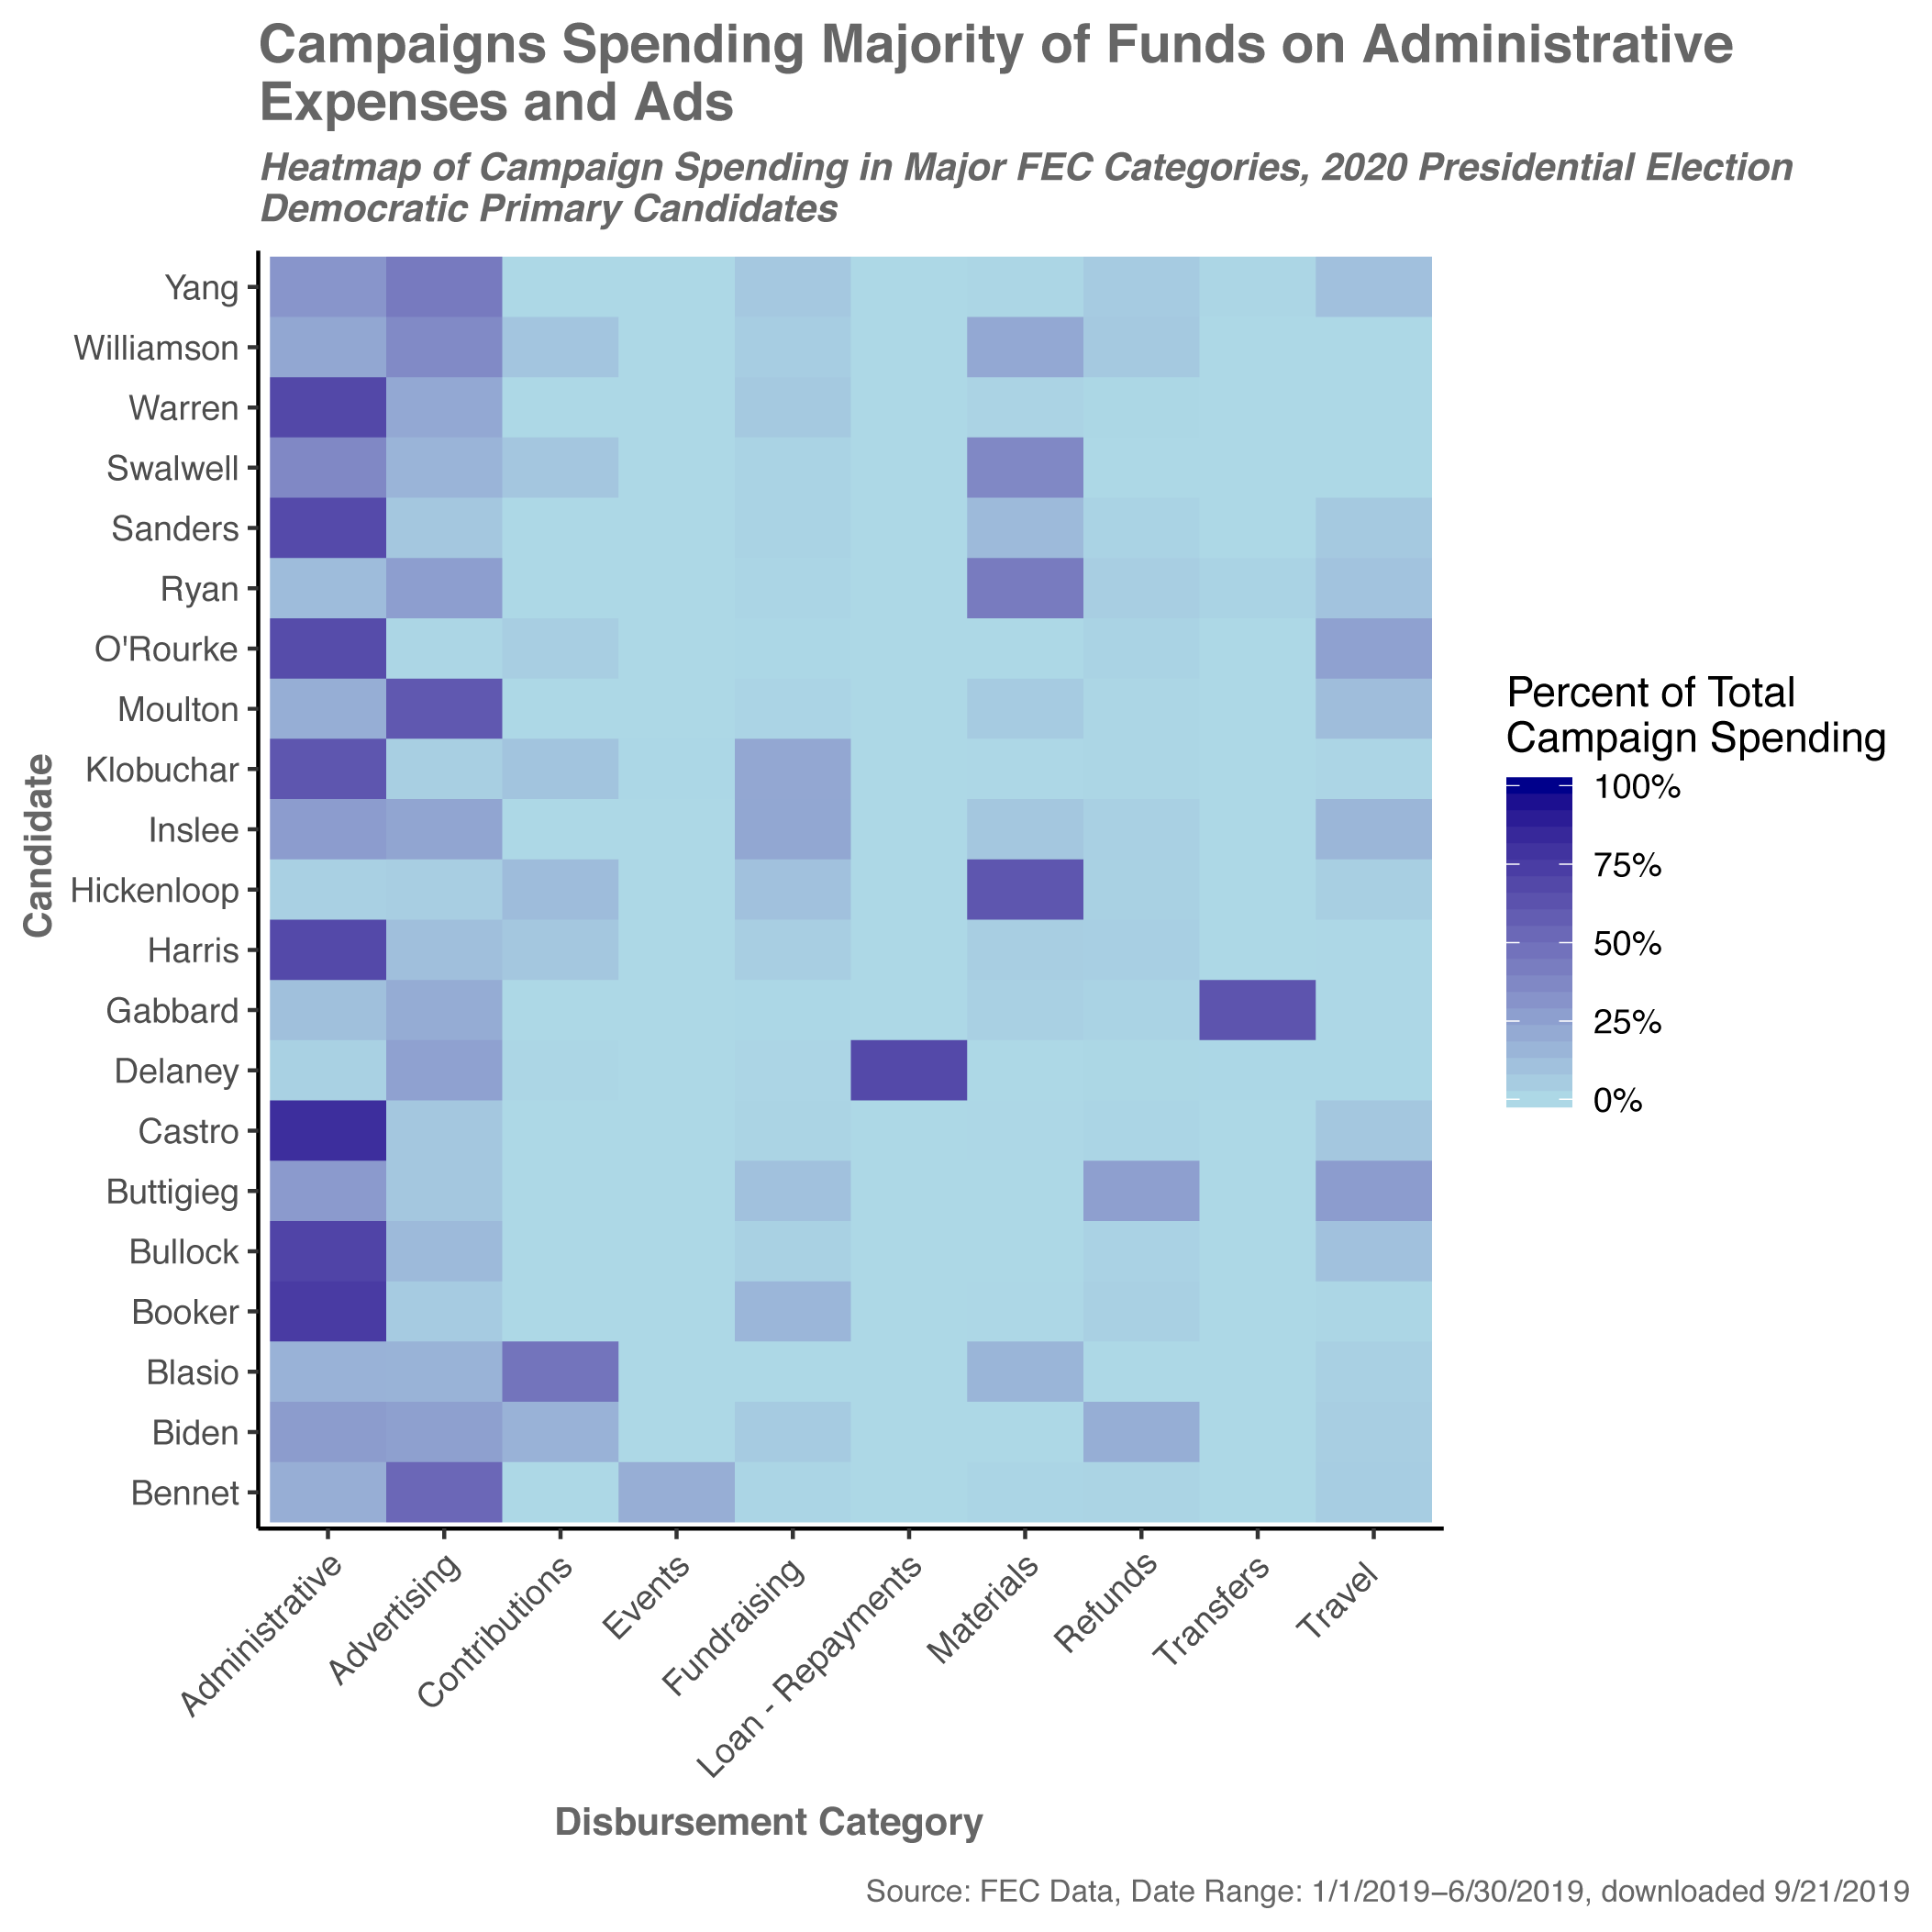 Campaigns Spending Majority of Funds on Administrative
Expenses and Ads
Heatmap of Campaign Spending in Major FEC Categories, 2020 Presidential Election
Democratic Primary Candidates
Candidate
Yang
Williamson
Warren
Swalwell
Sanders
Ryan
O'Rourke
Moulton
Klobuchar
Inslee
Hickenloop
Harris
Gabbard
Delaney
Castro
Buttigieg
Bullock
Booker
Blasio
Biden
Bennet
Administrative
Advertising
Contributions
Events
Fundraising
Loan - Repayments
Materials
Refunds
Transfers
Travel
Disbursement Category
Percent of Total
Campaign Spending
100%
75%
50%
25%
0%
Source: FEC Data, Date Range: 1/1/2019–6/30/2019, downloaded 9/21/2019